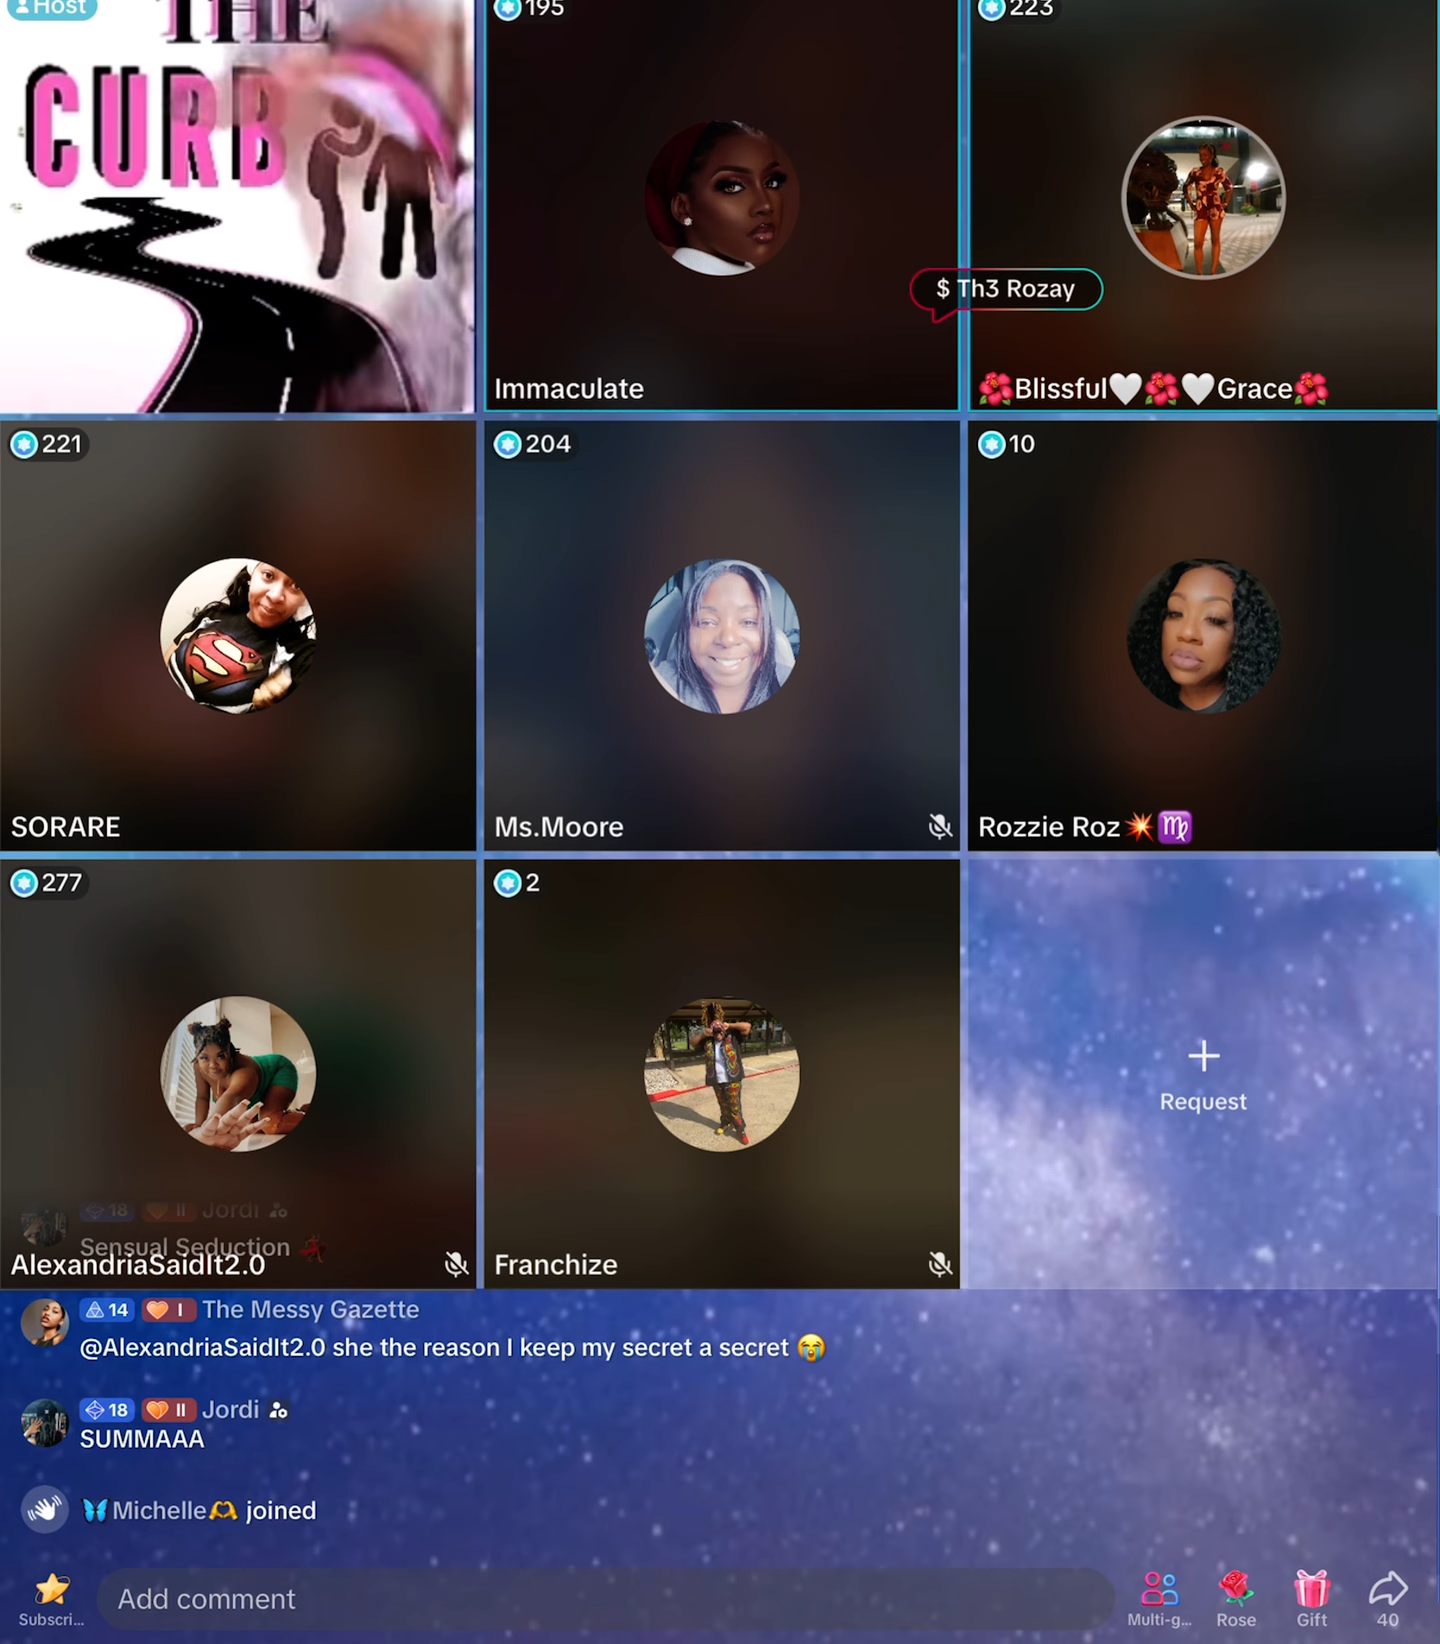 Host
THE
CURB
195
Immaculate
223
$ Th3 Rozay
🌺Blissful🤍🌺🤍Grace🌺
221
SORARE
204
Ms.Moore
10
Rozzie Roz💥♍
277
18 II Jordi
Sensual Seduction 💃
AlexandriaSaidIt2.0
2
Franchize
Request
14 I The Messy Gazette
@AlexandriaSaidIt2.0 she the reason I keep my secret a secret 😭
18 II Jordi
SUMMAAA
🦋Michelle🫶 joined
Subscri...
Add comment
Multi-g...
Rose
Gift
40